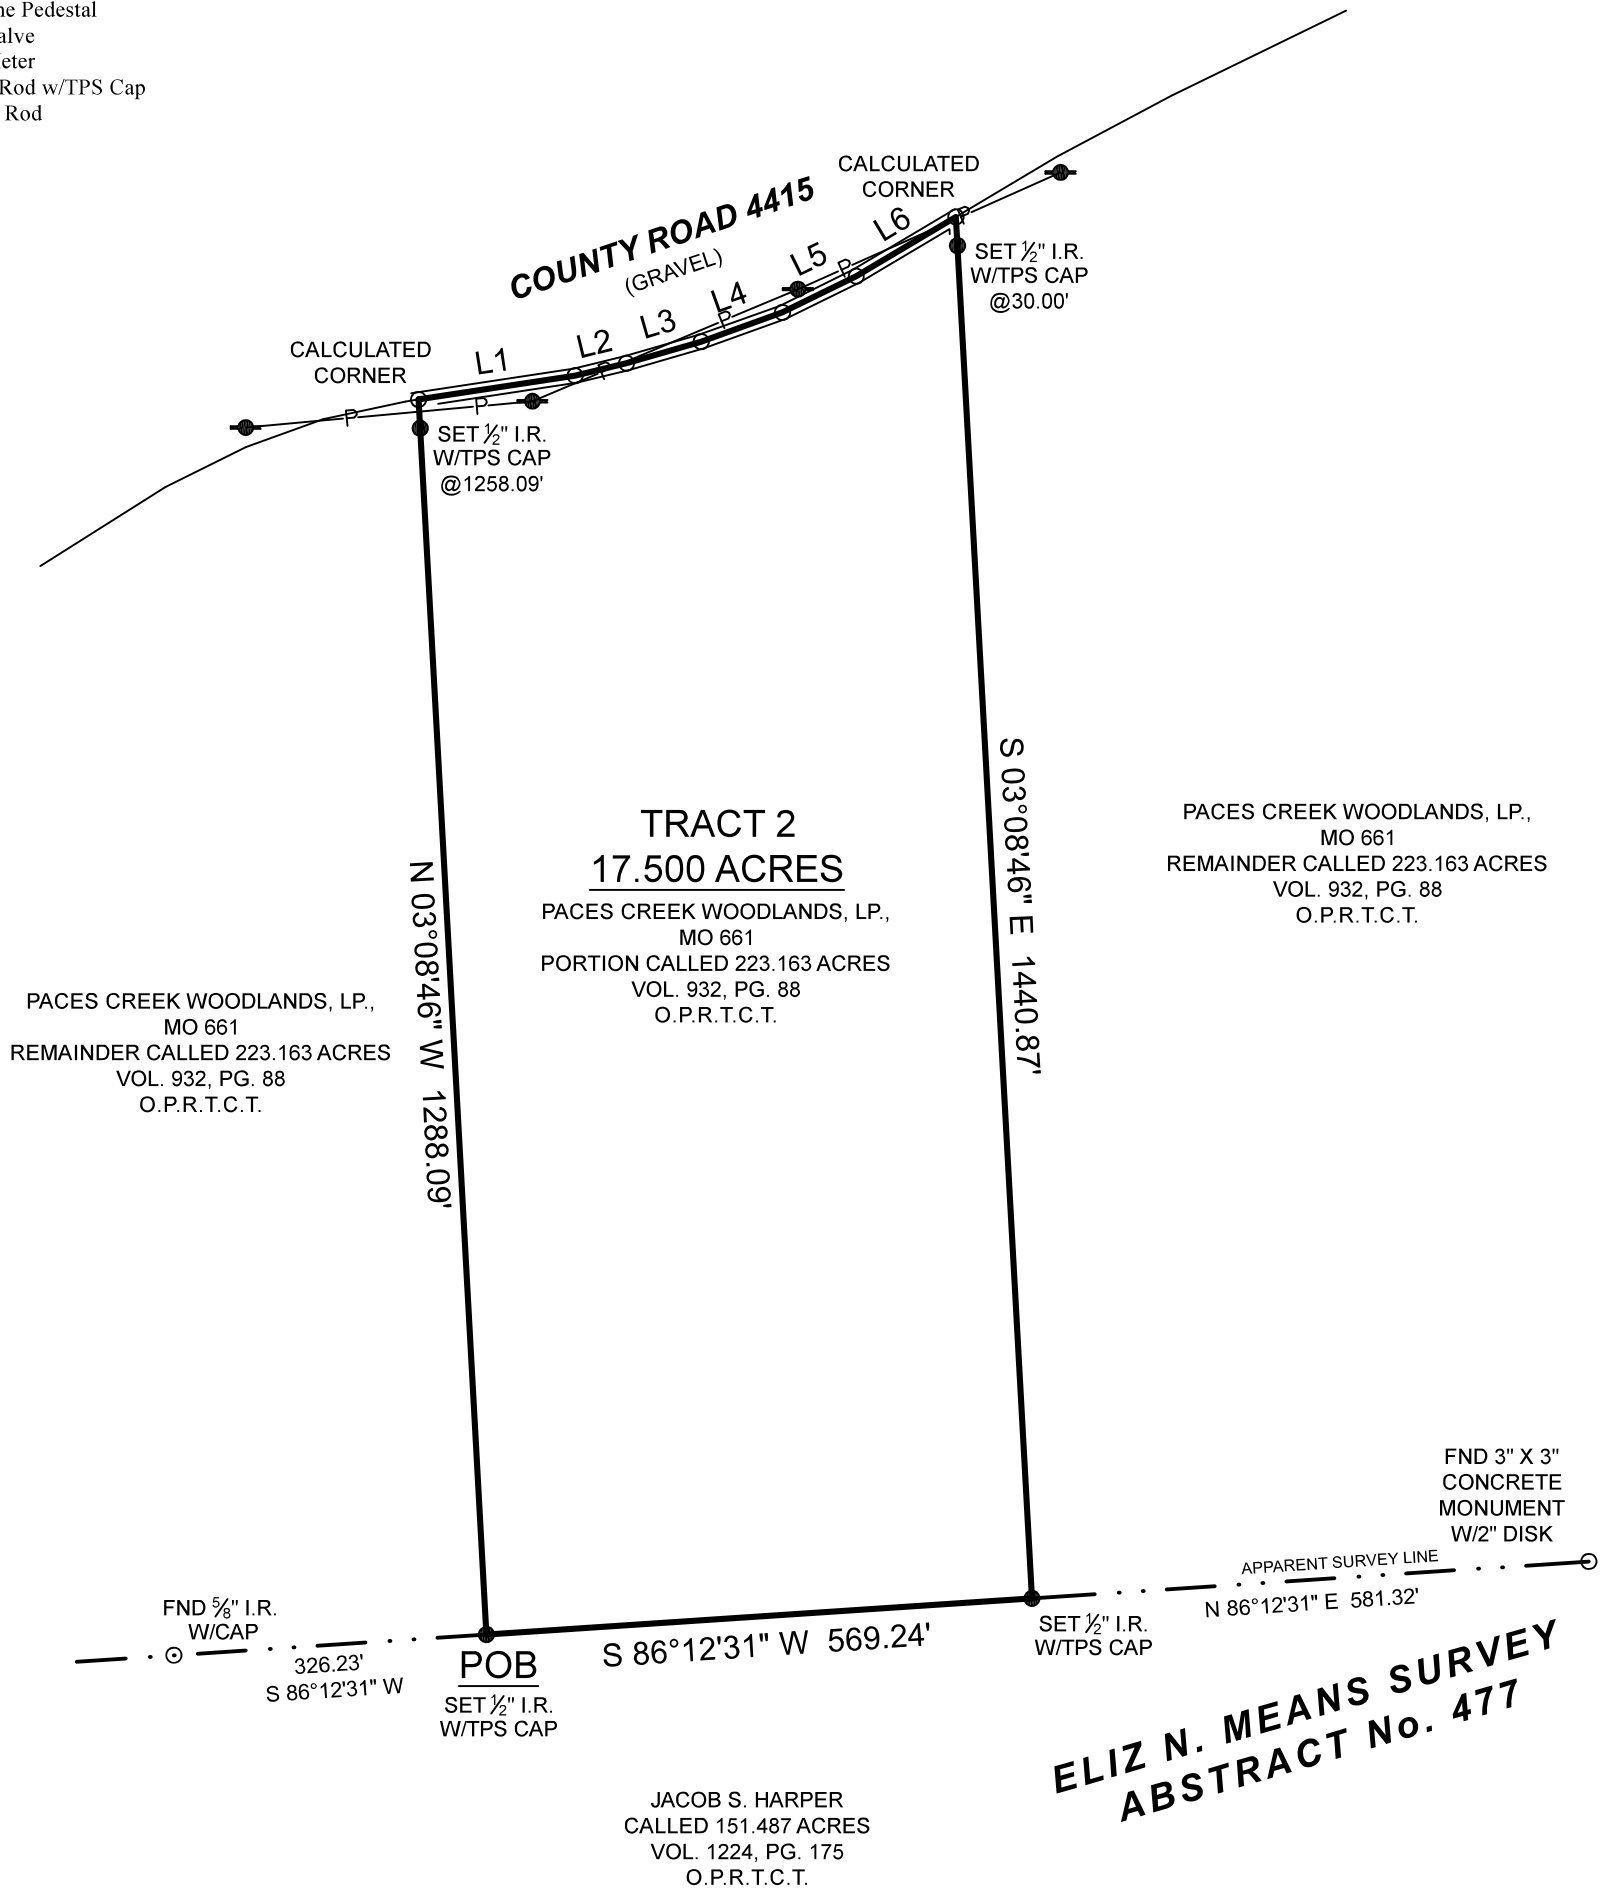 ne Pedestal
alve
eter
Rod w/TPS Cap
Rod
CALCULATED
CORNER
COUNTY ROAD 4415
(GRAVEL)
L6
L5
L4
L3
L2
L1
P
P
P
P
P
P
SET ½" I.R.
W/TPS CAP
@30.00'
CALCULATED
CORNER
SET ½" I.R.
W/TPS CAP
@1258.09'
S 03°08'46" E 1440.87'
N 03°08'46" W 1288.09'
TRACT 2
17.500 ACRES
PACES CREEK WOODLANDS, LP.,
MO 661
PORTION CALLED 223.163 ACRES
VOL. 932, PG. 88
O.P.R.T.C.T.
PACES CREEK WOODLANDS, LP.,
MO 661
REMAINDER CALLED 223.163 ACRES
VOL. 932, PG. 88
O.P.R.T.C.T.
PACES CREEK WOODLANDS, LP.,
MO 661
REMAINDER CALLED 223.163 ACRES
VOL. 932, PG. 88
O.P.R.T.C.T.
FND 3" X 3"
CONCRETE
MONUMENT
W/2" DISK
APPARENT SURVEY LINE
N 86°12'31" E 581.32'
FND ⅝" I.R.
W/CAP
326.23'
S 86°12'31" W
POB
SET ½" I.R.
W/TPS CAP
S 86°12'31" W 569.24'
SET ½" I.R.
W/TPS CAP
ELIZ N. MEANS SURVEY
ABSTRACT No. 477
JACOB S. HARPER
CALLED 151.487 ACRES
VOL. 1224, PG. 175
O.P.R.T.C.T.